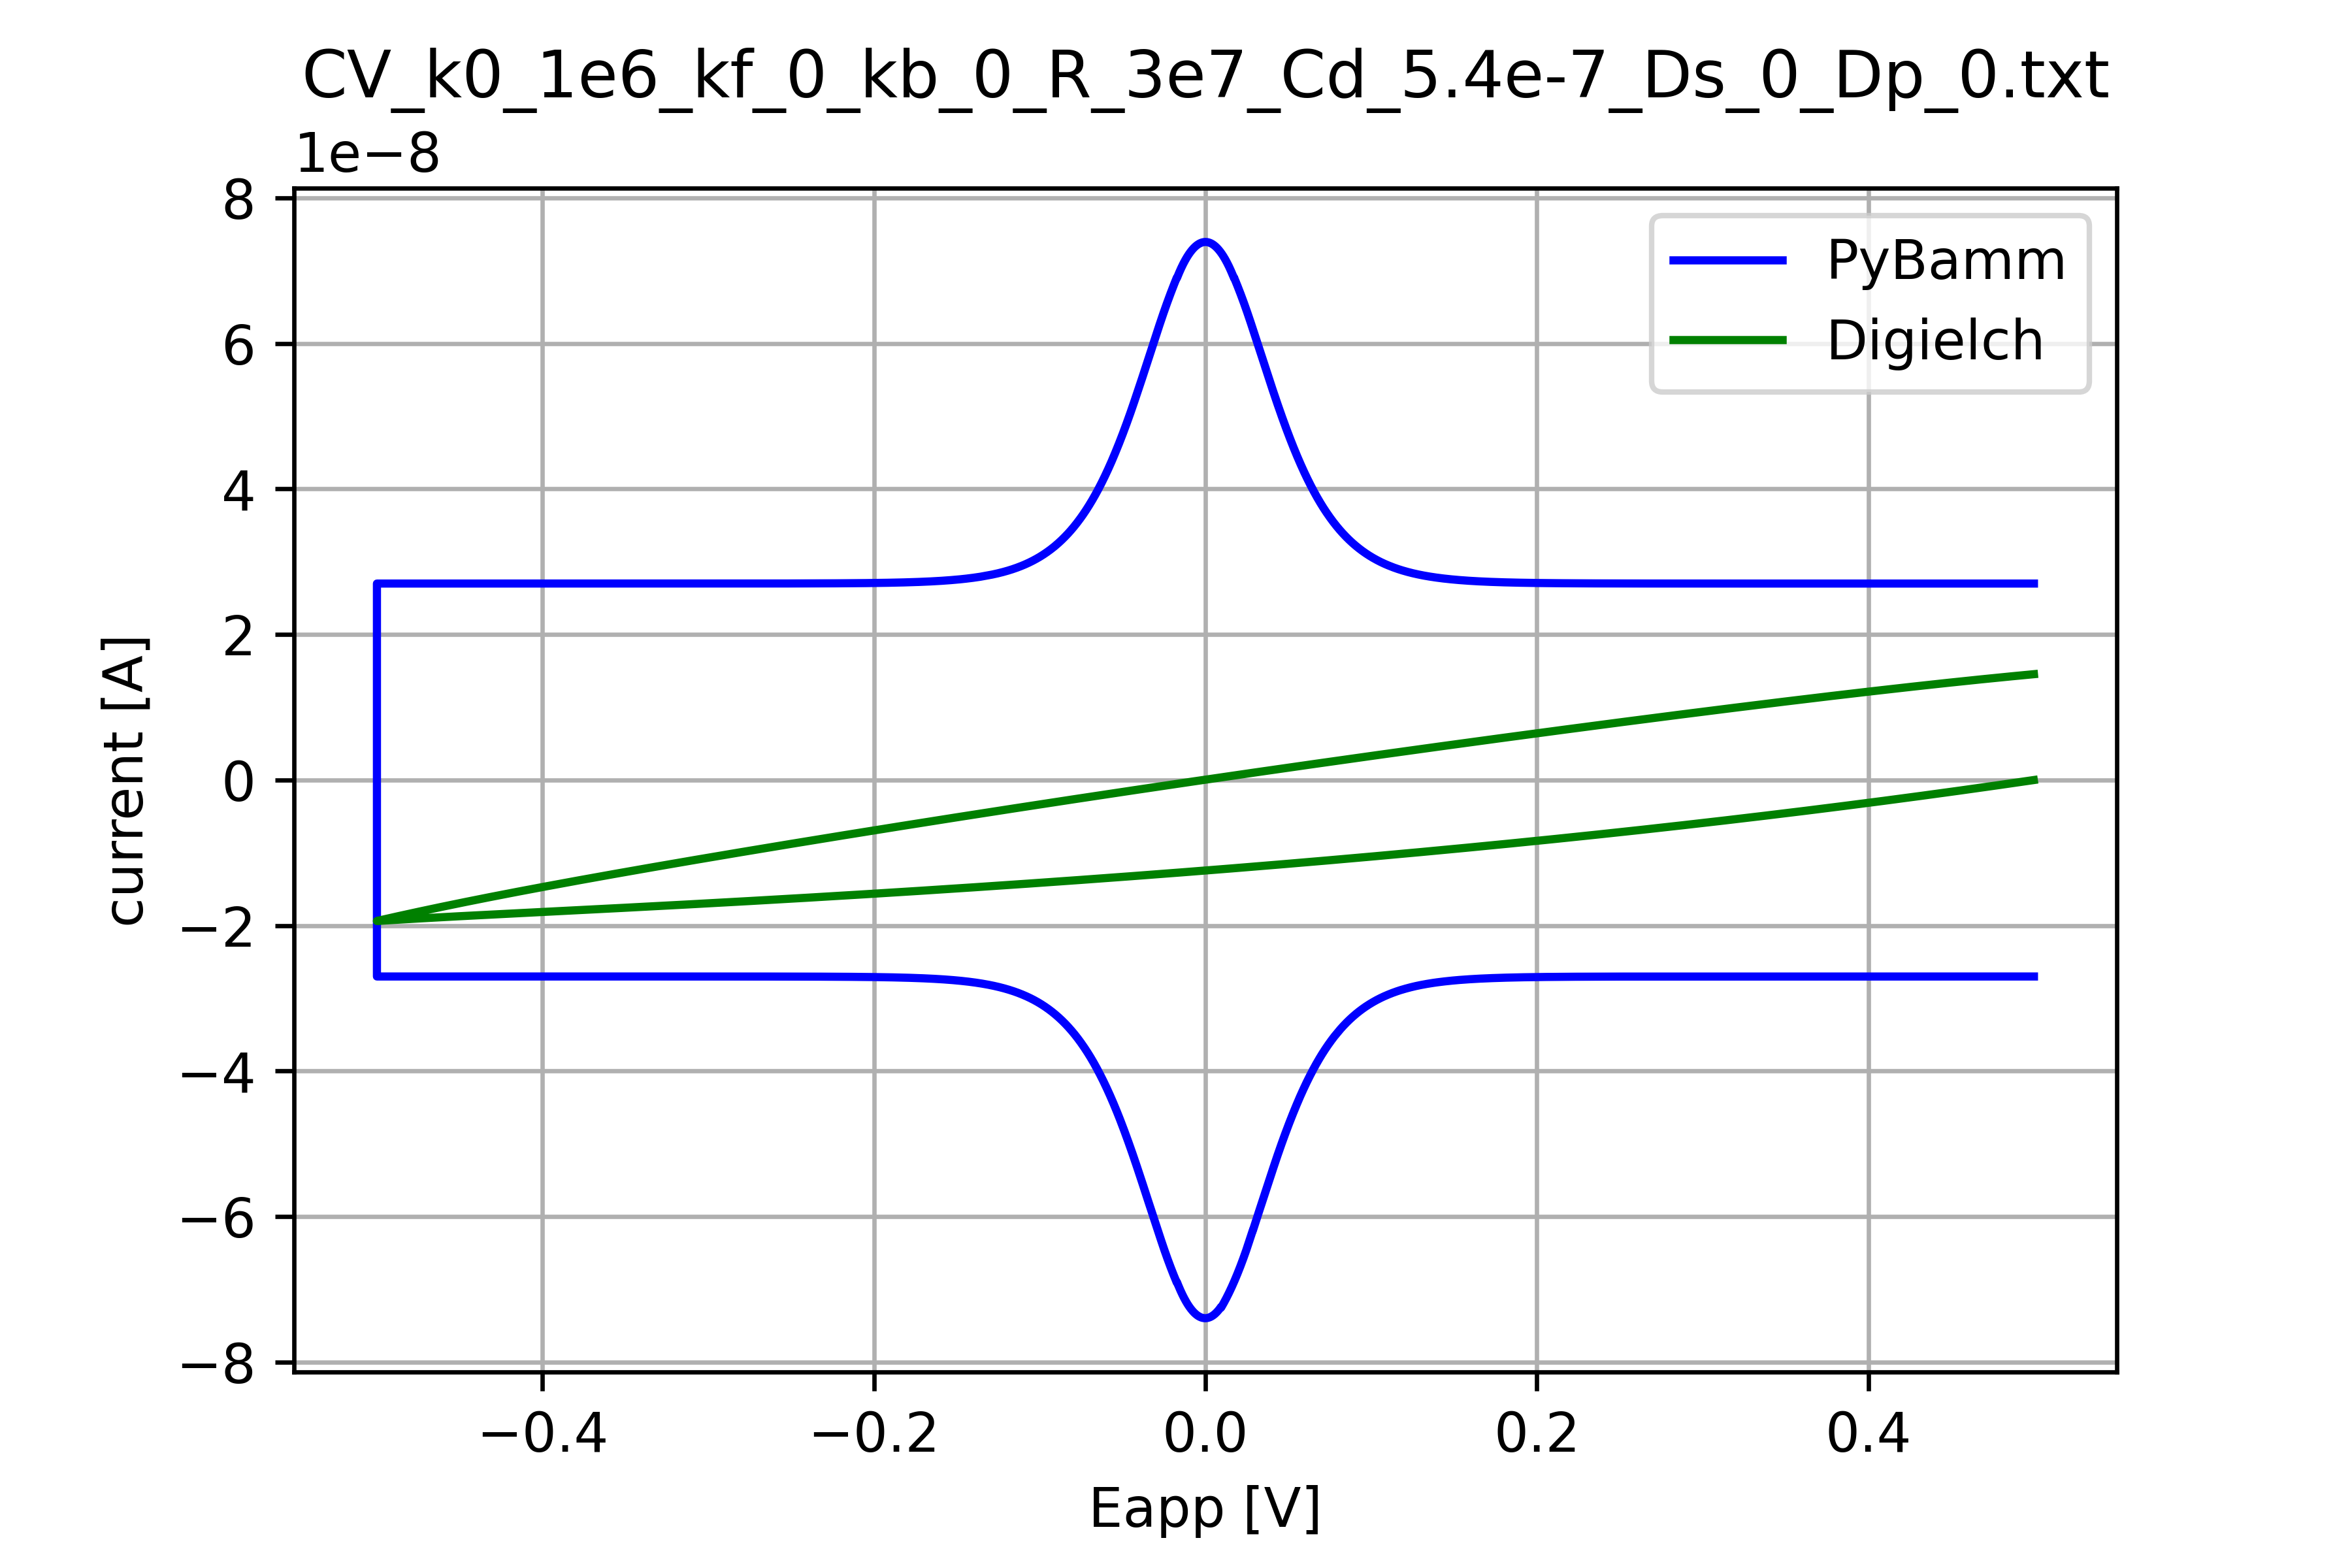 CV_k0_1e6_kf_0_kb_0_R_3e7_Cd_5.4e-7_Ds_0_Dp_0.txt
1e−8
8
6
4
2
0
−2
−4
−6
−8
current [A]
PyBamm
Digielch
−0.4 −0.2 0.0 0.2 0.4
Eapp [V]